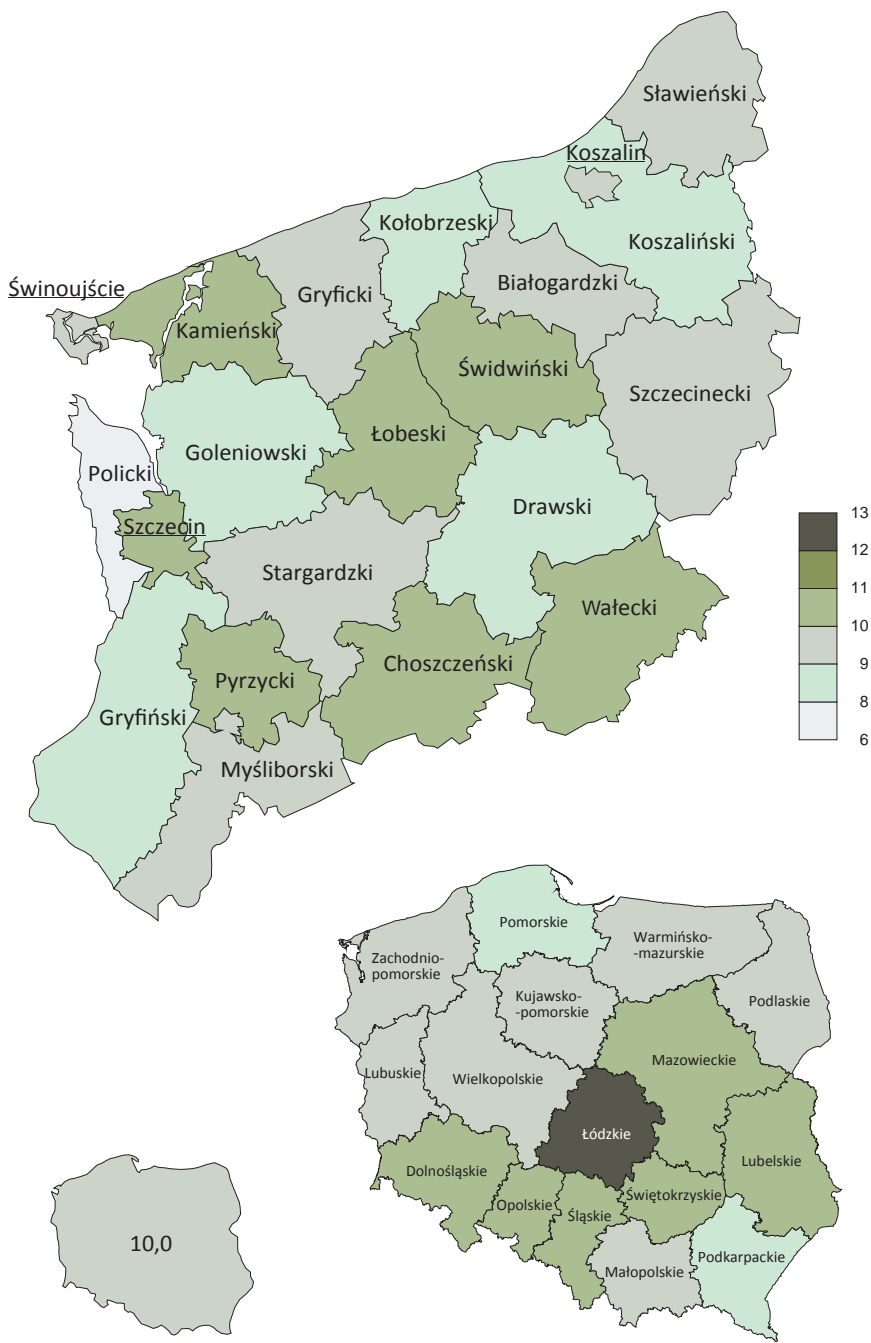 Sławieński
Koszalin
Kołobrzeski
Koszaliński
Białogardzki
Świnoujście
Gryficki
Kamieński
Świdwiński
Szczecinecki
Łobeski
Goleniowski
Policki
Drawski
Szczecin
Stargardzki
Wałecki
Choszczeński
Pyrzycki
Gryfiński
Myśliborski
13
12
11
10
9
8
6
Pomorskie
Warmińsko-
-mazurskie
Zachodnio-
pomorskie
Kujawsko-
-pomorskie
Podlaskie
Mazowieckie
Lubuskie
Wielkopolskie
Łódzkie
Lubelskie
Dolnośląskie
Opolskie
Śląskie
Świętokrzyskie
Podkarpackie
Małopolskie
10,0